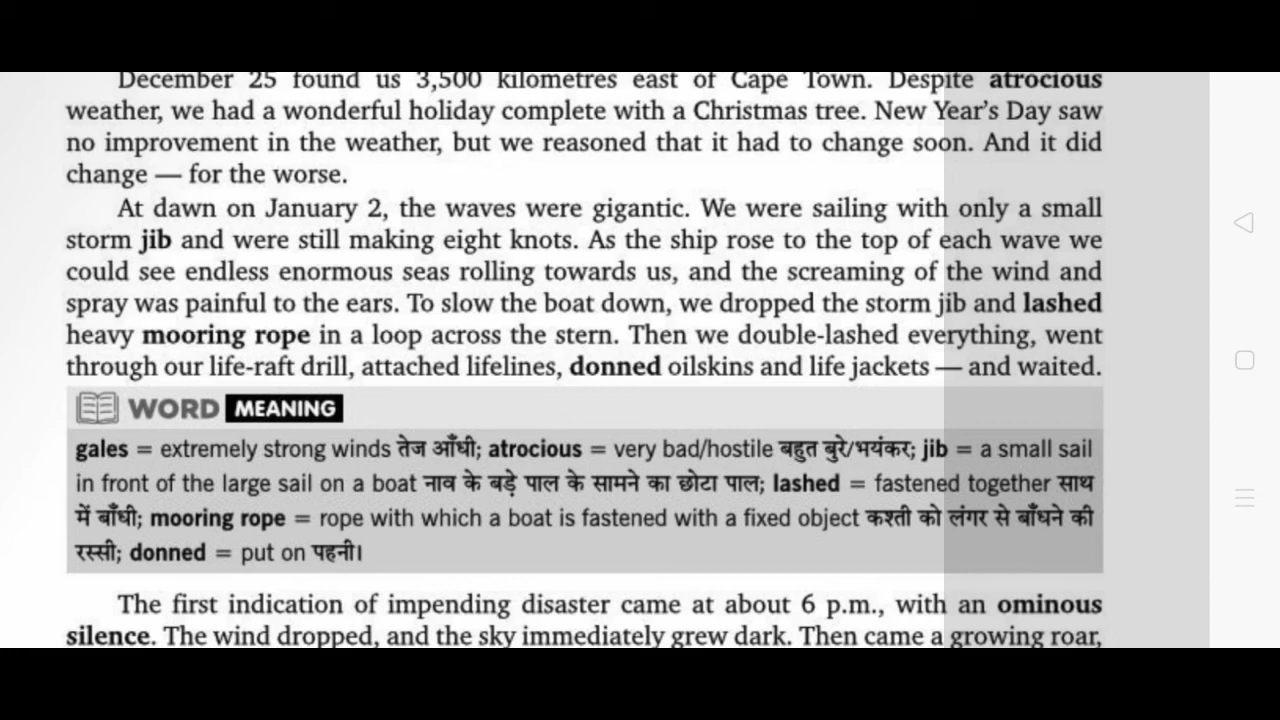 December 25 found us 3,500 kilometres east of Cape Town. Despite atrocious
weather, we had a wonderful holiday complete with a Christmas tree. New Year's Day saw
no improvement in the weather, but we reasoned that it had to change soon. And it did
change — for the worse.
At dawn on January 2, the waves were gigantic. We were sailing with only a small
storm jib and were still making eight knots. As the ship rose to the top of each wave we
could see endless enormous seas rolling towards us, and the screaming of the wind and
spray was painful to the ears. To slow the boat down, we dropped the storm jib and lashed
heavy mooring rope in a loop across the stern. Then we double-lashed everything, went
through our life-raft drill, attached lifelines, donned oilskins and life jackets — and waited.
WORD MEANING
gales = extremely strong winds तेज आँधी; atrocious = very bad/hostile बहुत बुरे/भयंकर; jib = a small sail
in front of the large sail on a boat नाव के बड़े पाल के सामने का छोटा पाल; lashed = fastened together साथ
में बाँधी; mooring rope = rope with which a boat is fastened with a fixed object कश्ती को लंगर से बाँधने की
रस्सी; donned = put on पहनी।
The first indication of impending disaster came at about 6 p.m., with an ominous
silence. The wind dropped, and the sky immediately grew dark. Then came a growing roar,